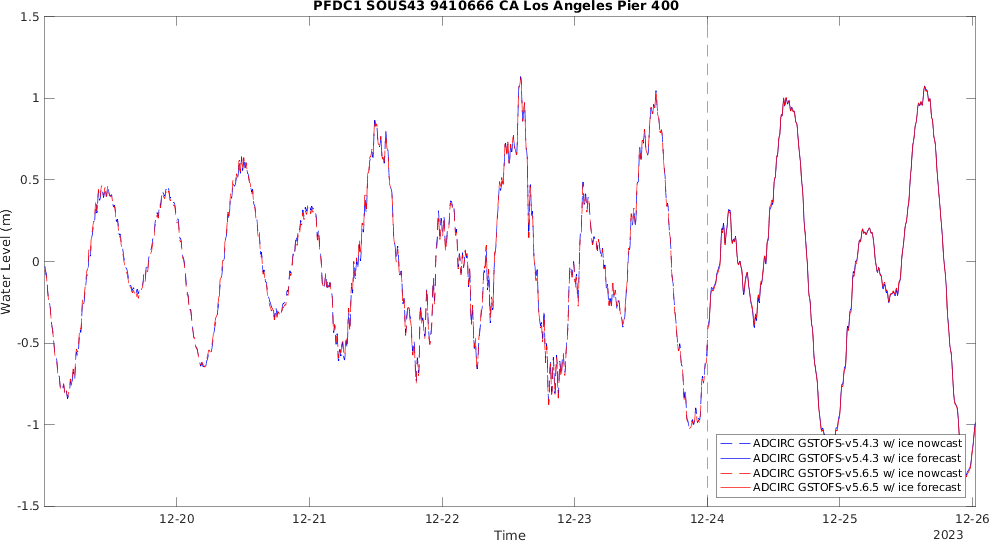 PFDC1 SOUS43 9410666 CA Los Angeles Pier 400
1.5
1
0.5
0
-0.5
-1
-1.5
Water Level (m)
12-20
12-21
12-22
12-23
12-24
12-25
12-26
Time
2023
ADCIRC GSTOFS-v5.4.3 w/ ice nowcast
ADCIRC GSTOFS-v5.4.3 w/ ice forecast
ADCIRC GSTOFS-v5.6.5 w/ ice nowcast
ADCIRC GSTOFS-v5.6.5 w/ ice forecast